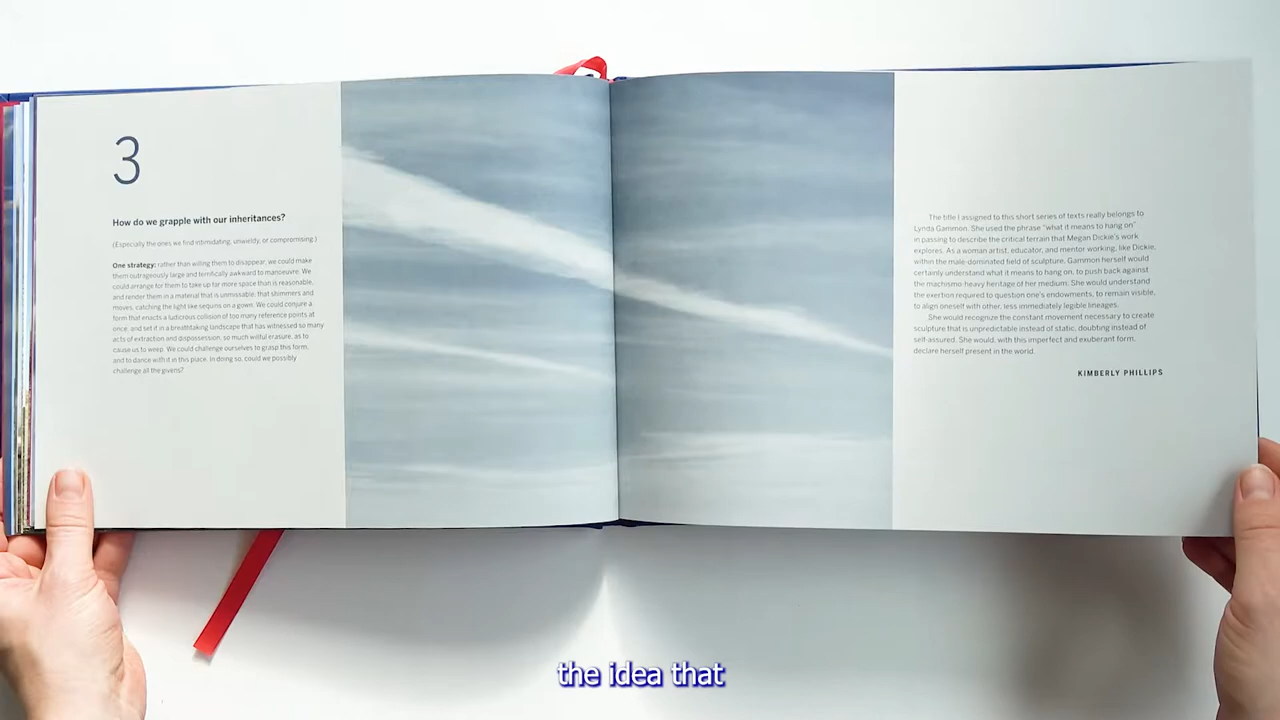 3
How do we grapple with our inheritances?
(Especially the ones we find intimidating, unwieldy, or compromising.)
One strategy: rather than willing them to disappear, we could make
them outrageously large and terrifically awkward to manoeuvre. We
could arrange for them to take up far more space than is reasonable,
and render them in a material that is unmissable, that shimmers and
moves, catching the light like sequins on a gown. We could conjure a
form that enacts a ludicrous collision of too many reference points at
once, and set it in a breathtaking landscape that has witnessed so many
acts of extraction and dispossession, so much willful erasure, as to
cause us to weep. We could challenge ourselves to grasp this form,
and to dance with it in this place. In doing so, could we possibly
challenge all the givens?
The title I assigned to this short series of texts really belongs to
Lynda Gammon. She used the phrase "what it means to hang on"
in passing to describe the critical terrain that Megan Dickie's work
explores. As a woman artist, educator, and mentor working, like Dickie,
within the male-dominated field of sculpture, Gammon herself would
certainly understand what it means to hang on, to push back against
the machismo-heavy heritage of her medium. She would understand
the exertion required to question one's endowments, to remain visible,
to align oneself with other, less immediately legible lineages.
She would recognize the constant movement necessary to create
sculpture that is unpredictable instead of static, doubting instead of
self-assured. She would, with this imperfect and exuberant form,
declare herself present in the world.
KIMBERLY PHILLIPS
the idea that